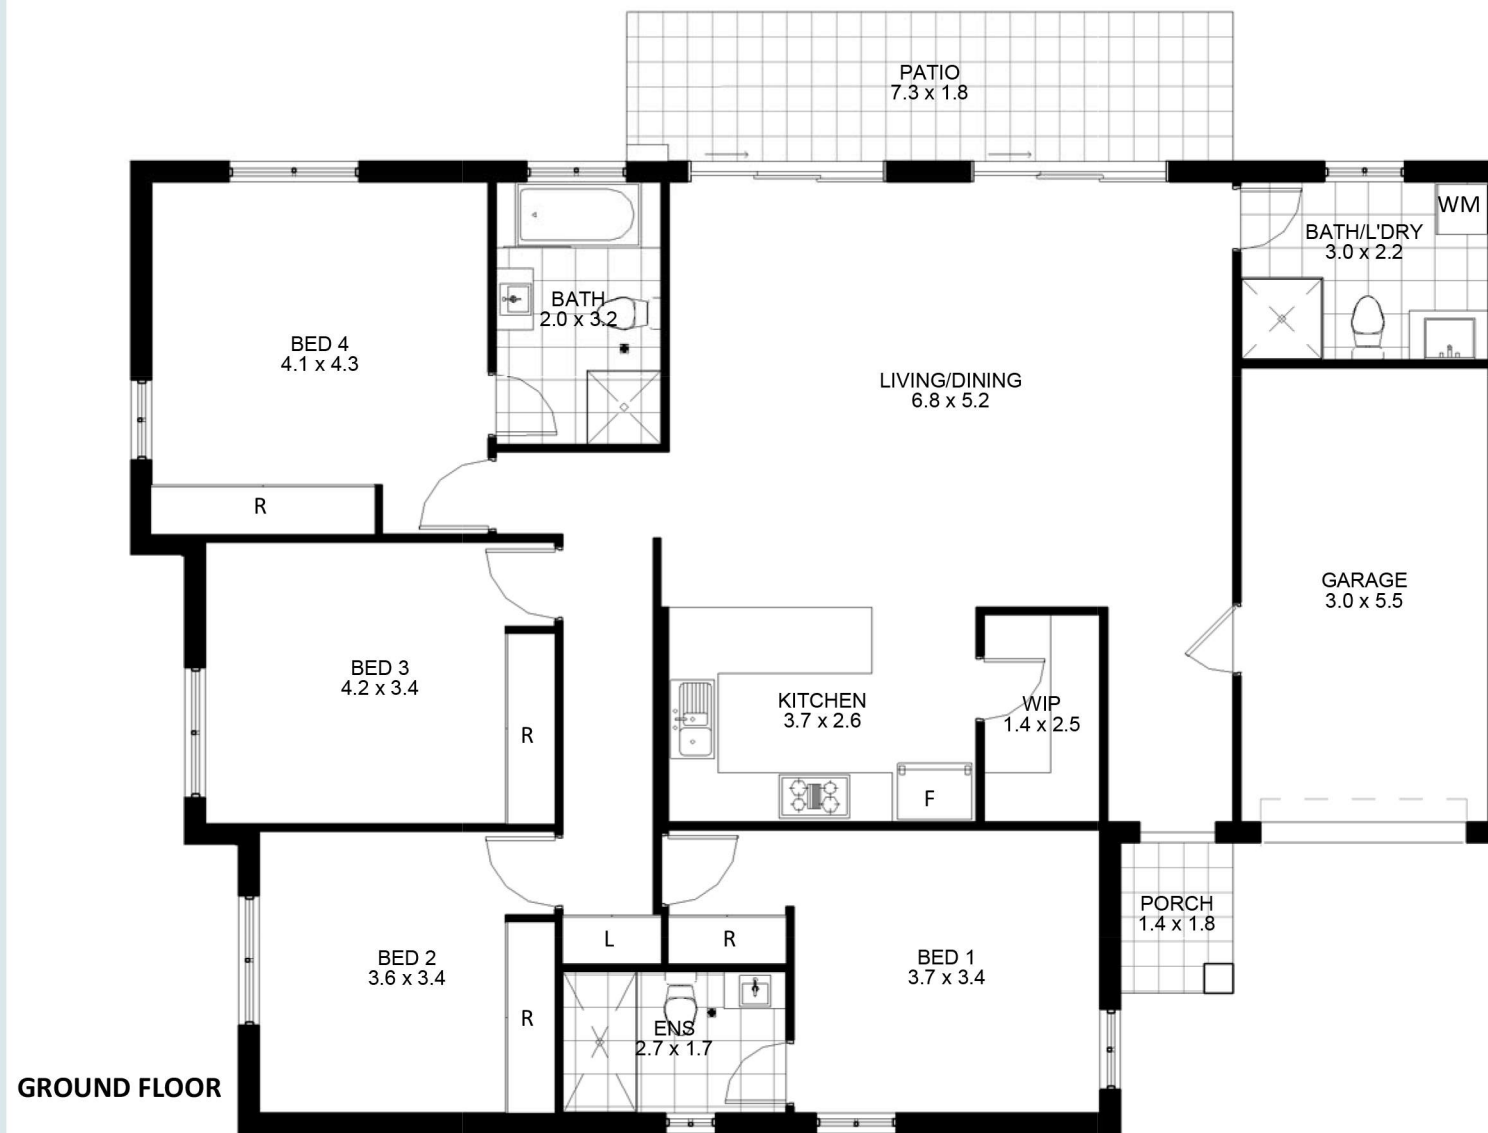 PATIO
7.3 x 1.8
WM
BATH/L'DRY
3.0 x 2.2
BATH
2.0 x 3.2
BED 4
4.1 x 4.3
LIVING/DINING
6.8 x 5.2
R
GARAGE
3.0 x 5.5
BED 3
4.2 x 3.4
R
KITCHEN
3.7 x 2.6
WIP
1.4 x 2.5
F
PORCH
1.4 x 1.8
L
R
BED 2
3.6 x 3.4
BED 1
3.7 x 3.4
R
ENS
2.7 x 1.7
GROUND FLOOR